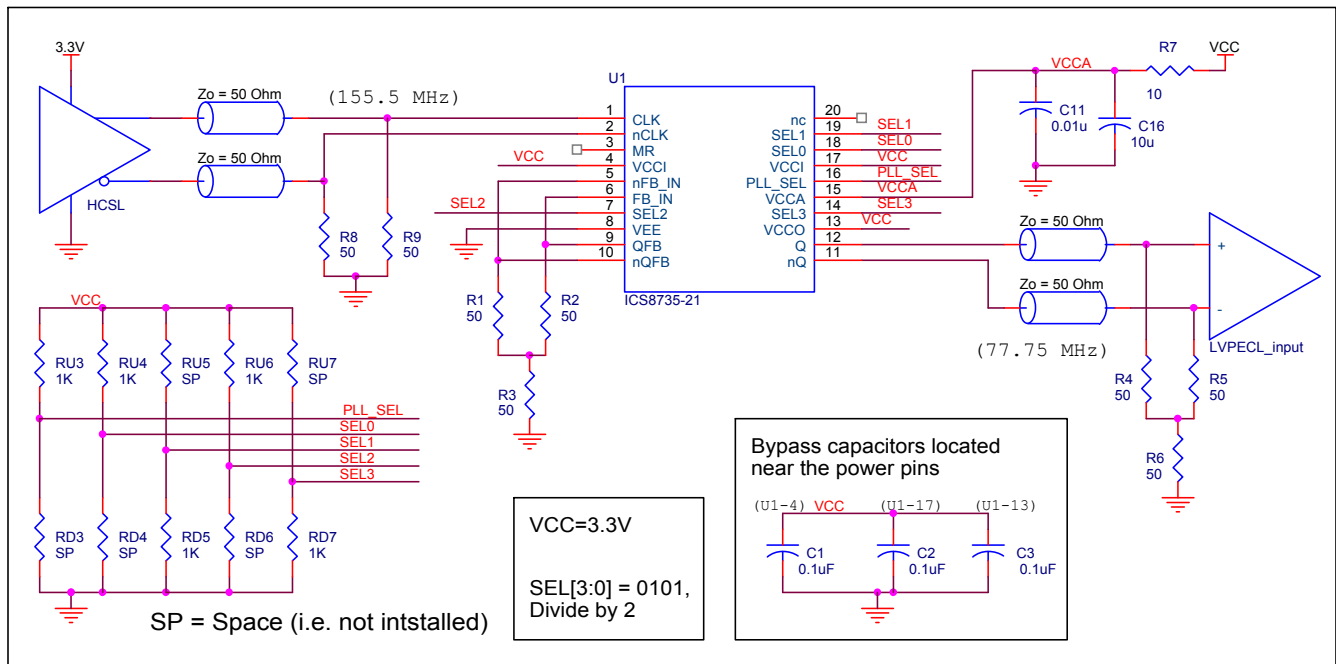 3.3V
Zo = 50 Ohm
(155.5 MHz)
Zo = 50 Ohm
HCSL
R8
50
R9
50
U1
1
2
3
4
5
6
7
8
9
10
CLK
nCLK
MR
VCCI
nFB_IN
FB_IN
SEL2
VEE
QFB
nQFB
nc
SEL1
SEL0
VCCI
PLL_SEL
VCCA
SEL3
VCCO
Q
nQ
20
19
18
17
16
15
14
13
12
11
ICS8735-21
VCC
SEL2
SEL1
SEL0
VCC
PLL_SEL
VCCA
SEL3
VCC
VCCA
R7
10
VCC
C11
0.01u
C16
10u
R1
50
R2
50
R3
50
Zo = 50 Ohm
Zo = 50 Ohm
(77.75 MHz)
+
-
LVPECL_input
R4
50
R5
50
R6
50
VCC
RU3
1K
RU4
1K
RU5
SP
RU6
1K
RU7
SP
PLL_SEL
SEL0
SEL1
SEL2
SEL3
RD3
SP
RD4
SP
RD5
1K
RD6
SP
RD7
1K
SP = Space (i.e. not intstalled)
VCC=3.3V
SEL[3:0] = 0101,
Divide by 2
Bypass capacitors located
near the power pins
(U1-4)
VCC
(U1-17)
(U1-13)
C1
0.1uF
C2
0.1uF
C3
0.1uF